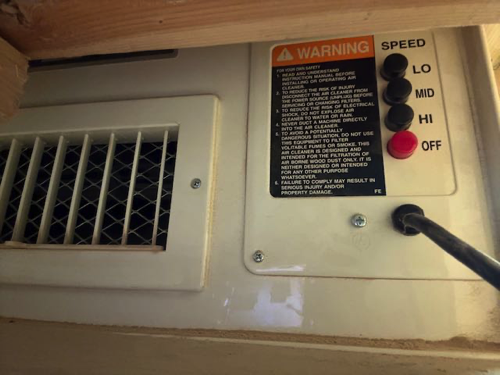 WARNING
FOR YOUR OWN SAFETY
1. READ AND UNDERSTAND
INSTRUCTION MANUAL BEFORE
INSTALLING OR OPERATING AIR
CLEANER.
2. TO REDUCE THE RISK OF INJURY
DISCONNECT THE AIR CLEANER FROM
THE POWER SOURCE (UNPLUG) BEFORE
SERVICING OR CHANGING FILTERS.
3. TO REDUCE THE RISK OF ELECTRICAL
SHOCK, DO NOT EXPLOSE AIR
CLEANER TO WATER OR RAIN.
4. NEVER DUCT A MACHINE DIRECTLY
INTO THE AIR CLEANER.
5. TO AVOID A POTENTIALLY
DANGEROUS SITUATION, DO NOT USE
THIS EQUIPMENT TO FILTER
VOLITABLE FUMES OR SMOKE. THIS
AIR CLEANER IS DESIGNED AND
INTENDED FOR THE FILTRATION OF
AIR BORNE WOOD DUST ONLY. IT IS
NEITHER DESIGNED OR INTENDED
FOR ANY OTHER PURPOSE
WHATSOEVER.
6. FAILURE TO COMPLY MAY RESULT IN
SERIOUS INJURY AND/OR
PROPERTY DAMAGE.
FE
SPEED
LO
MID
HI
OFF